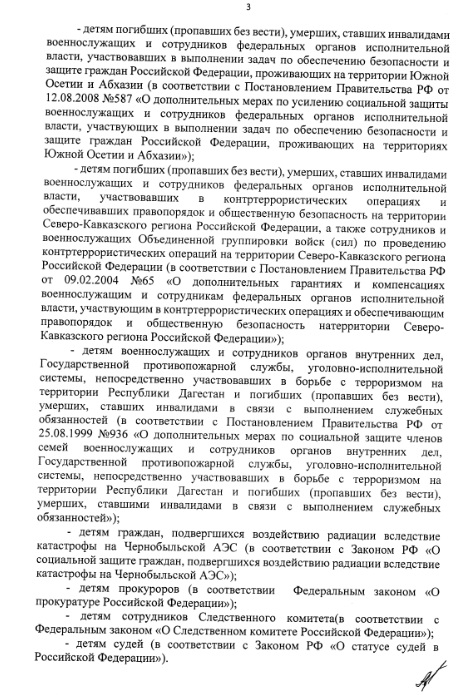 3
- детям погибших (пропавших без вести), умерших, ставших инвалидами
военнослужащих и сотрудников федеральных органов исполнительной
власти, участвовавших в выполнении задач по обеспечению безопасности и
защите граждан Российской Федерации, проживающих на территории Южной
Осетии и Абхазии (в соответствии с Постановлением Правительства РФ от
12.08.2008 №587 «О дополнительных мерах по усилению социальной защиты
военнослужащих и сотрудников федеральных органов исполнительной
власти, участвующих в выполнении задач по обеспечению безопасности и
защите граждан Российской Федерации, проживающих на территориях
Южной Осетии и Абхазии»);
- детям погибших (пропавших без вести), умерших, ставших инвалидами
военнослужащих и сотрудников федеральных органов исполнительной
власти, участвовавших в контртеррористических операциях и
обеспечивавших правопорядок и общественную безопасность на территории
Северо-Кавказского региона Российской Федерации, а также сотрудников и
военнослужащих Объединенной группировки войск (сил) по проведению
контртеррористических операций на территории Северо-Кавказского региона
Российской Федерации (в соответствии с Постановлением Правительства РФ
от 09.02.2004 №65 «О дополнительных гарантиях и компенсациях
военнослужащим и сотрудникам федеральных органов исполнительной
власти, участвующим в контртеррористических операциях и обеспечивающим
правопорядок и общественную безопасность натерритории Северо-
Кавказского региона Российской Федерации»);
- детям военнослужащих и сотрудников органов внутренних дел,
Государственной противопожарной службы, уголовно-исполнительной
системы, непосредственно участвовавших в борьбе с терроризмом на
территории Республики Дагестан и погибших (пропавших без вести),
умерших, ставших инвалидами в связи с выполнением служебных
обязанностей (в соответствии с Постановлением Правительства РФ от
25.08.1999 №936 «О дополнительных мерах по социальной защите членов
семей военнослужащих и сотрудников органов внутренних дел,
Государственной противопожарной службы, уголовно-исполнительной
системы, непосредственно участвовавших в борьбе с терроризмом на
территории Республики Дагестан и погибших (пропавших без вести),
умерших, ставшими инвалидами в связи с выполнением служебных
обязанностей»);
- детям граждан, подвергшихся воздействию радиации вследствие
катастрофы на Чернобыльской АЭС (в соответствии с Законом РФ «О
социальной защите граждан, подвергшихся воздействию радиации вследствие
катастрофы на Чернобыльской АЭС»);
- детям прокуроров (в соответствии Федеральным законом «О
прокуратуре Российской Федерации»);
- детям сотрудников Следственного комитета(в соответствии с
Федеральным законом «О Следственном комитете Российской Федерации»);
- детям судей (в соответствии с Законом РФ «О статусе судей в
Российской Федерации»).